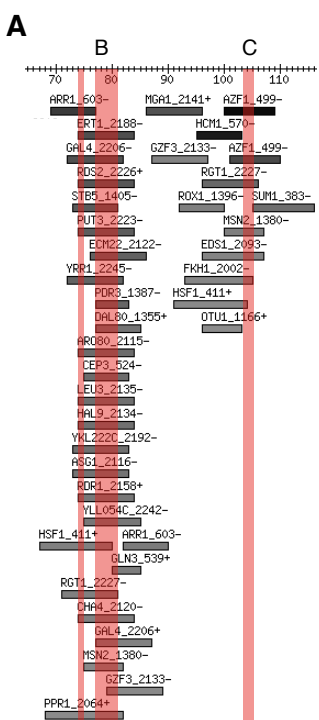 A
B C
70 80 90 100 110
ARR1_603- MGA1_2141+ AZF1_499-
ERT1_2188- HCM1_570-
GAL4_2206- GZF3_2133- AZF1_499-
RDS2_2226+ RGT1_2227-
STB5_1405- ROX1_1396- SUM1_383-
PUT3_2223- MSN2_1380-
ECM22_2122- EDS1_2093-
YRR1_2245- FKH1_2002-
PDR3_1387- HSF1_411+
DAL80_1355+ OTU1_1166+
ARO80_2115-
CEP3_524-
LEU3_2135-
HAL9_2134-
YKL222C_2192-
ASG1_2116-
RDR1_2158+
YLL054C_2242-
HSF1_411+ ARR1_603-
GLN3_539+
RGT1_2227-
CHA4_2120-
GAL4_2206+
MSN2_1380-
GZF3_2133-
PPR1_2064+